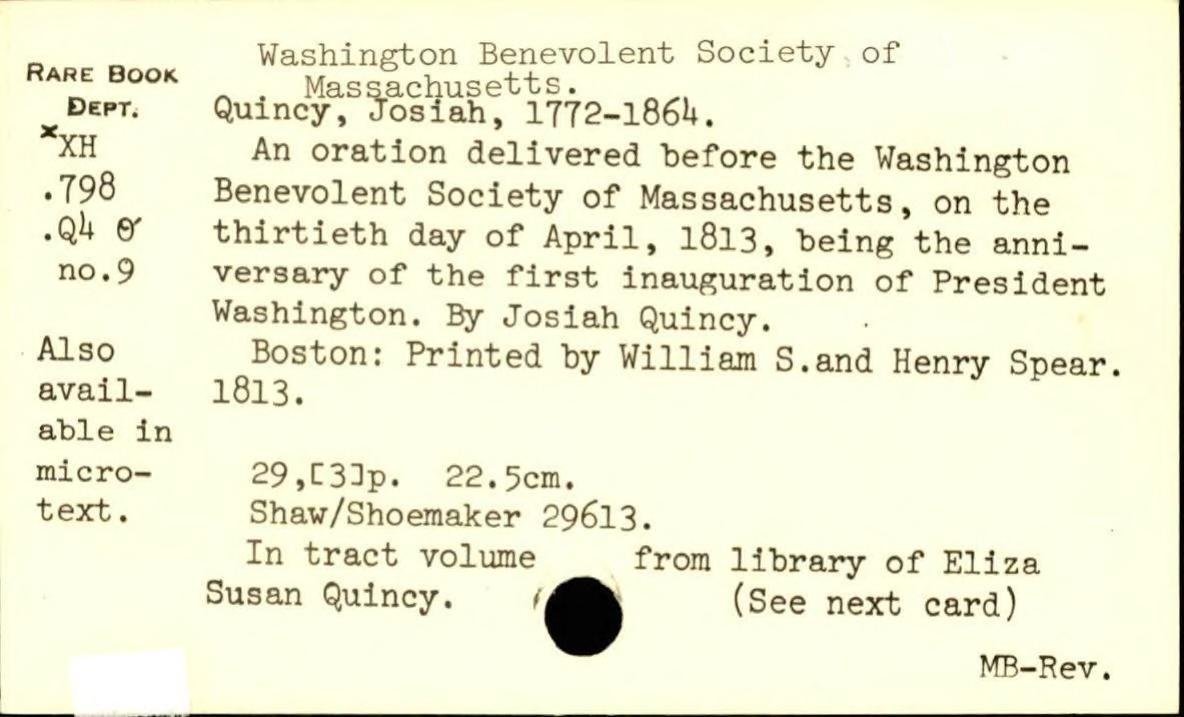 Washington Benevolent Society of
Massachusetts.
RARE BOOK
DEPT.
Quincy, Josiah, 1772-1864.
xXH
.798
.Q4
no.9
An oration delivered before the Washington
Benevolent Society of Massachusetts, on the
thirtieth day of April, 1813, being the anni-
versary of the first inauguration of President
Washington. By Josiah Quincy.
Boston: Printed by William S.and Henry Spear.
1813.
Also
avail-
able in
micro-
text.
29,[3]p. 22.5cm.
Shaw/Shoemaker 29613.
In tract volume from library of Eliza
Susan Quincy. (See next card)
MB-Rev.